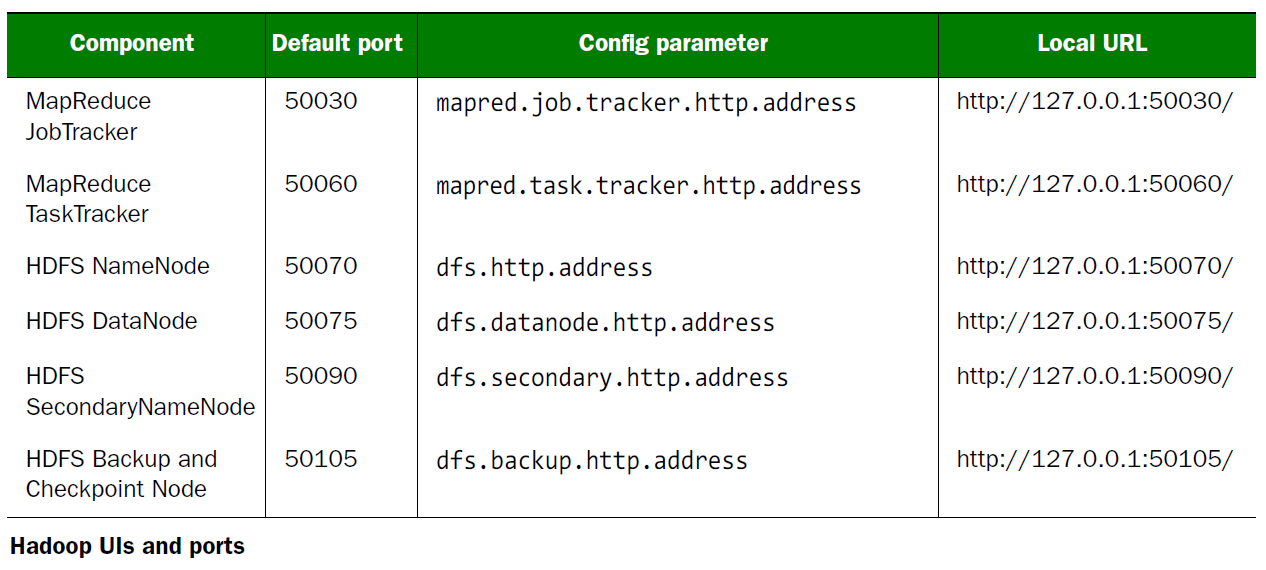 Component Default port Config parameter Local URL
MapReduce 50030 mapred.job.tracker.http.address http://127.0.0.1:50030/
JobTracker
MapReduce 50060 mapred.task.tracker.http.address http://127.0.0.1:50060/
TaskTracker
HDFS NameNode 50070 dfs.http.address http://127.0.0.1:50070/
HDFS DataNode 50075 dfs.datanode.http.address http://127.0.0.1:50075/
HDFS 50090 dfs.secondary.http.address http://127.0.0.1:50090/
SecondaryNameNode
HDFS Backup and 50105 dfs.backup.http.address http://127.0.0.1:50105/
Checkpoint Node
Hadoop UIs and ports